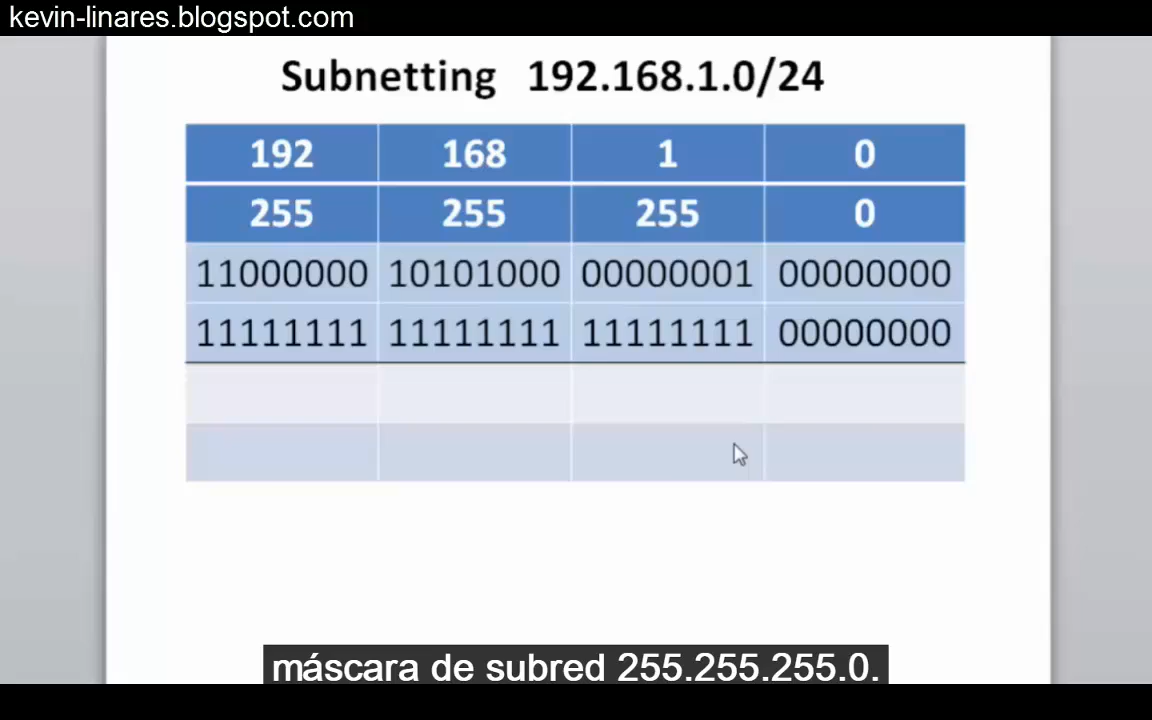 kevin-linares.blogspot.com
Subnetting 192.168.1.0/24
192 168 1 0
255 255 255 0
11000000 10101000 00000001 00000000
11111111 11111111 11111111 00000000
máscara de subred 255.255.255.0.